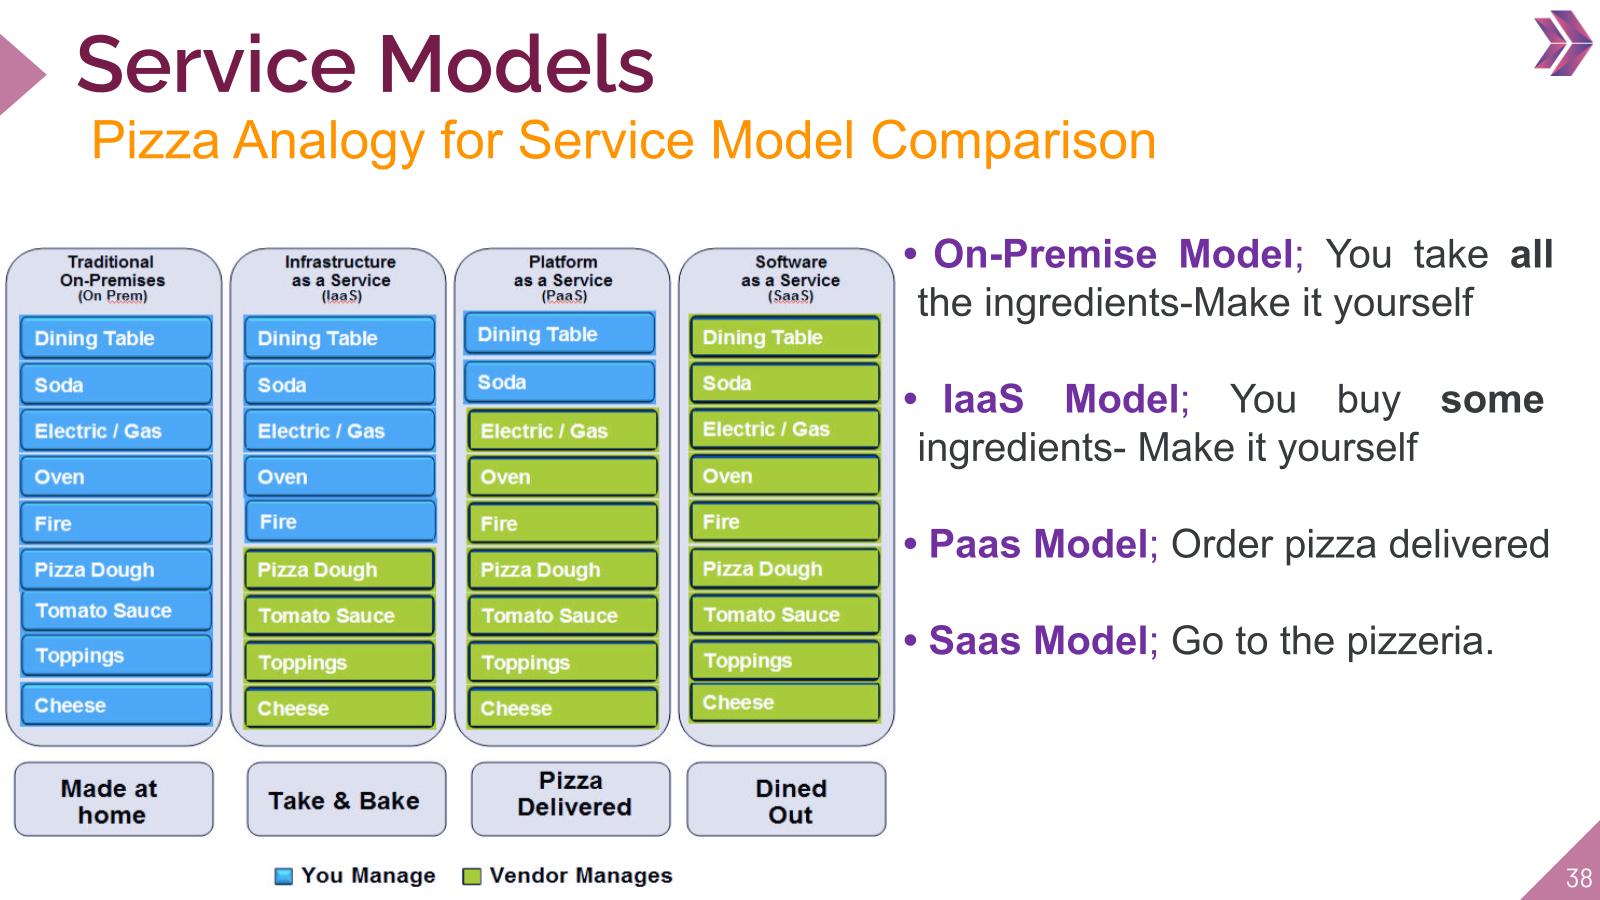 Service Models
Pizza Analogy for Service Model Comparison
Traditional
On-Premises
(On Prem)
Dining Table
Soda
Electric / Gas
Oven
Fire
Pizza Dough
Tomato Sauce
Toppings
Cheese
Made at
home
Infrastructure
as a Service
(IaaS)
Dining Table
Soda
Electric / Gas
Oven
Fire
Pizza Dough
Tomato Sauce
Toppings
Cheese
Take & Bake
Platform
as a Service
(PaaS)
Dining Table
Soda
Electric / Gas
Oven
Fire
Pizza Dough
Tomato Sauce
Toppings
Cheese
Pizza
Delivered
Software
as a Service
(SaaS)
Dining Table
Soda
Electric / Gas
Oven
Fire
Pizza Dough
Tomato Sauce
Toppings
Cheese
Dined
Out
You Manage
Vendor Manages
• On-Premise Model; You take all
the ingredients-Make it yourself
• IaaS Model; You buy some
ingredients- Make it yourself
• Paas Model; Order pizza delivered
• Saas Model; Go to the pizzeria.
38